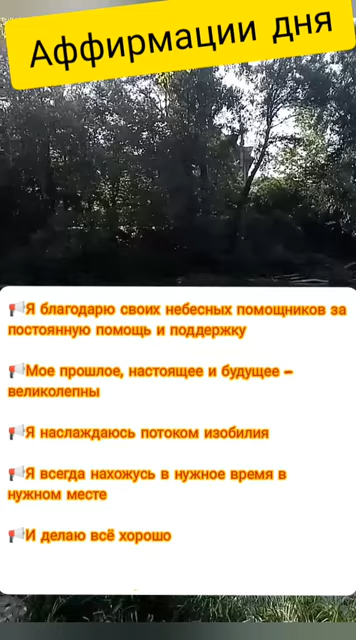 Аффирмации дня
📢Я благодарю своих небесных помощников за
постоянную помощь и поддержку
📢Мое прошлое, настоящее и будущее –
великолепны
📢Я наслаждаюсь потоком изобилия
📢Я всегда нахожусь в нужное время в
нужном месте
📢И делаю всё хорошо